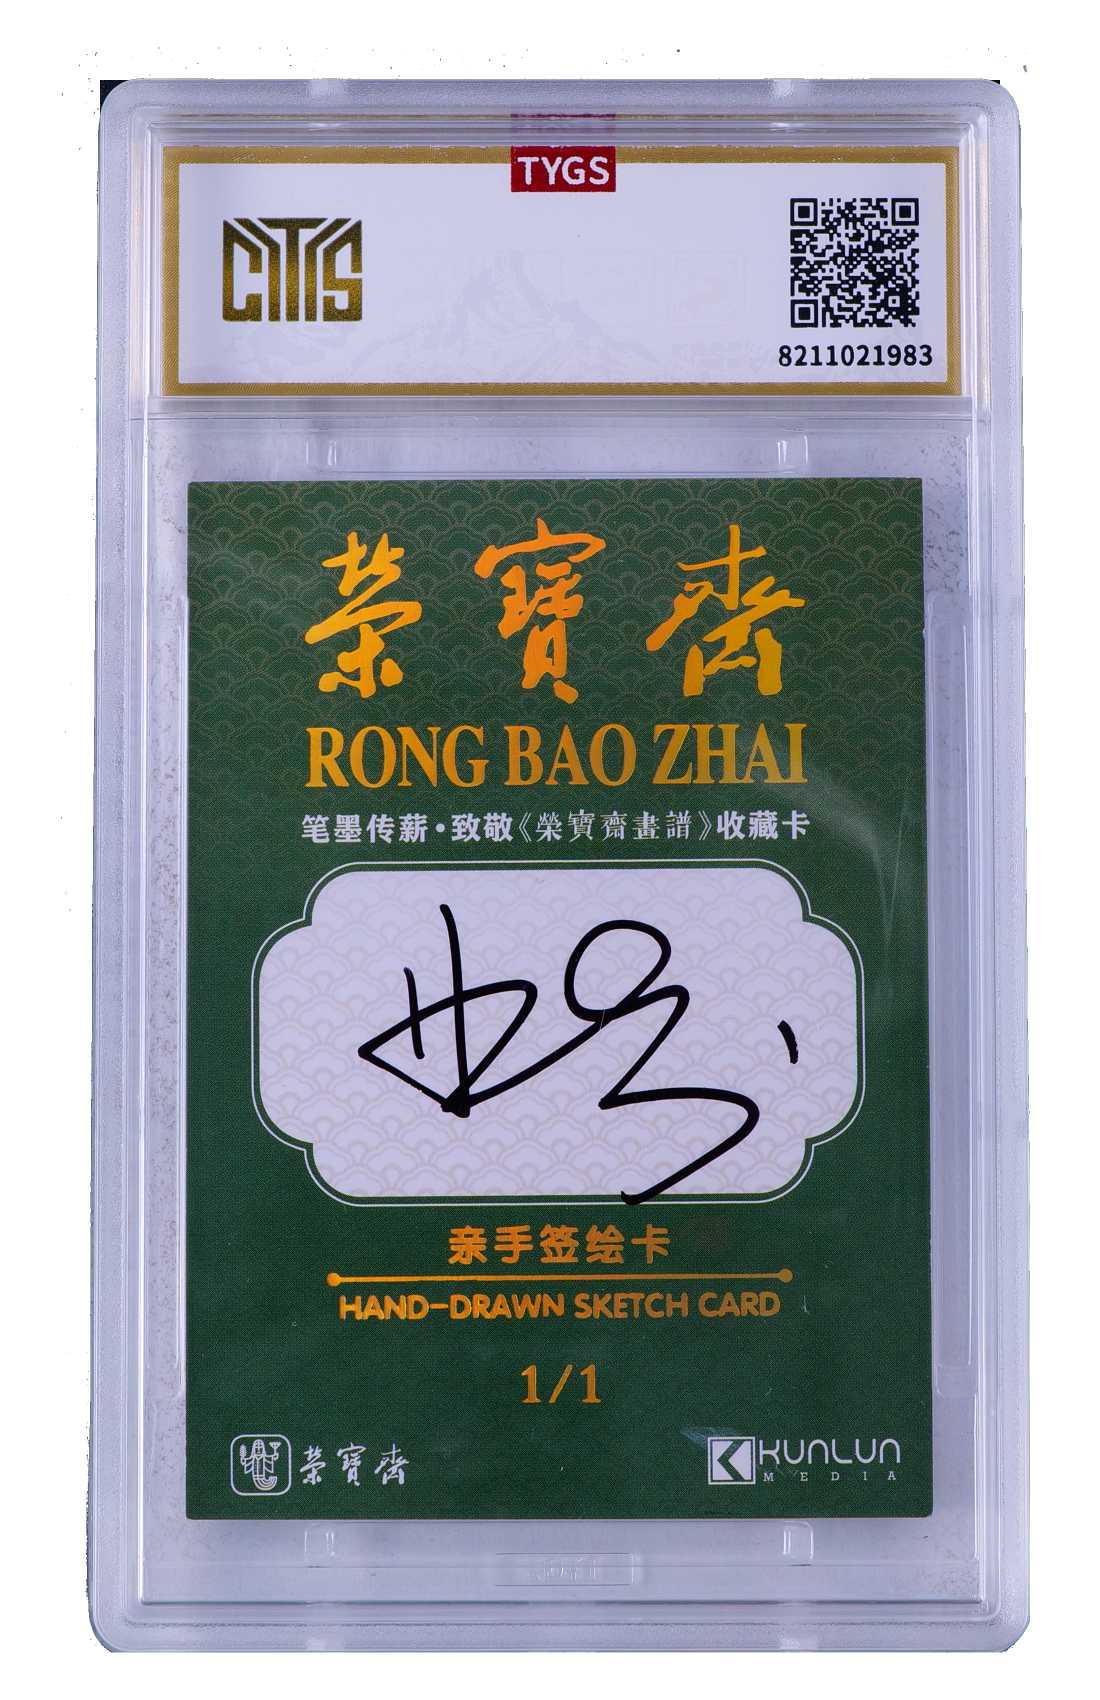 TYGS
CITIS
8211021983
榮寶齋
RONG BAO ZHAI
笔墨传薪·致敬《榮寶齋畫譜》收藏卡
亲手签绘卡
HAND-DRAWN SKETCH CARD
1/1
榮寶齋
KUNLUN
MEDIA